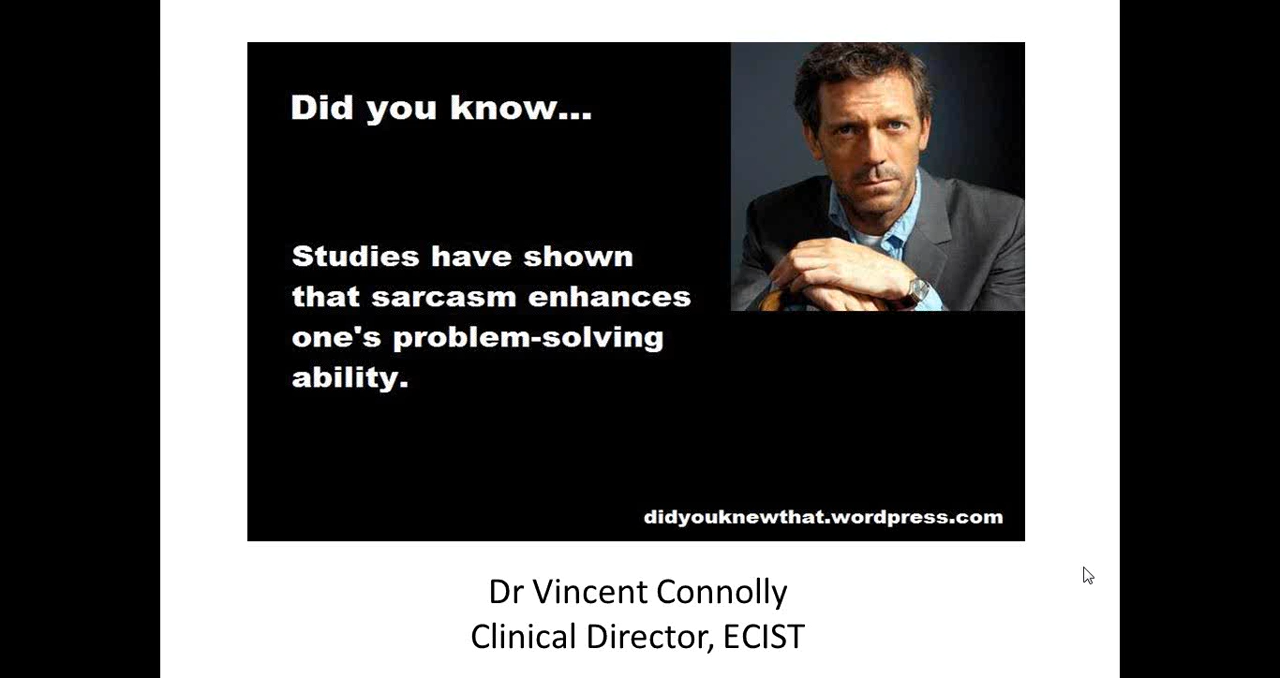 Did you know...
Studies have shown
that sarcasm enhances
one's problem-solving
ability.
didyouknewthat.wordpress.com
Dr Vincent Connolly
Clinical Director, ECIST